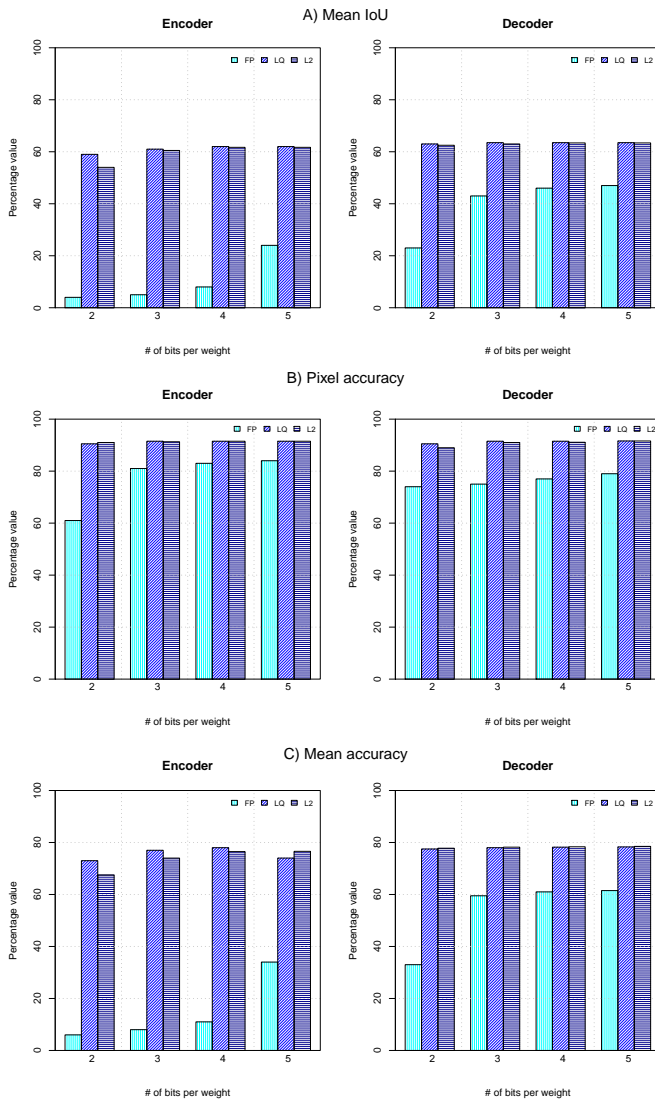 A) Mean IoU
Encoder
Decoder
FP LQ L2
FP LQ L2
Percentage value
0 20 40 60 80 100
2 3 4 5
# of bits per weight
Percentage value
0 20 40 60 80 100
2 3 4 5
# of bits per weight
B) Pixel accuracy
Encoder
Decoder
FP LQ L2
FP LQ L2
Percentage value
0 20 40 60 80 100
2 3 4 5
# of bits per weight
Percentage value
0 20 40 60 80 100
2 3 4 5
# of bits per weight
C) Mean accuracy
Encoder
Decoder
FP LQ L2
FP LQ L2
Percentage value
0 20 40 60 80 100
2 3 4 5
# of bits per weight
Percentage value
0 20 40 60 80 100
2 3 4 5
# of bits per weight